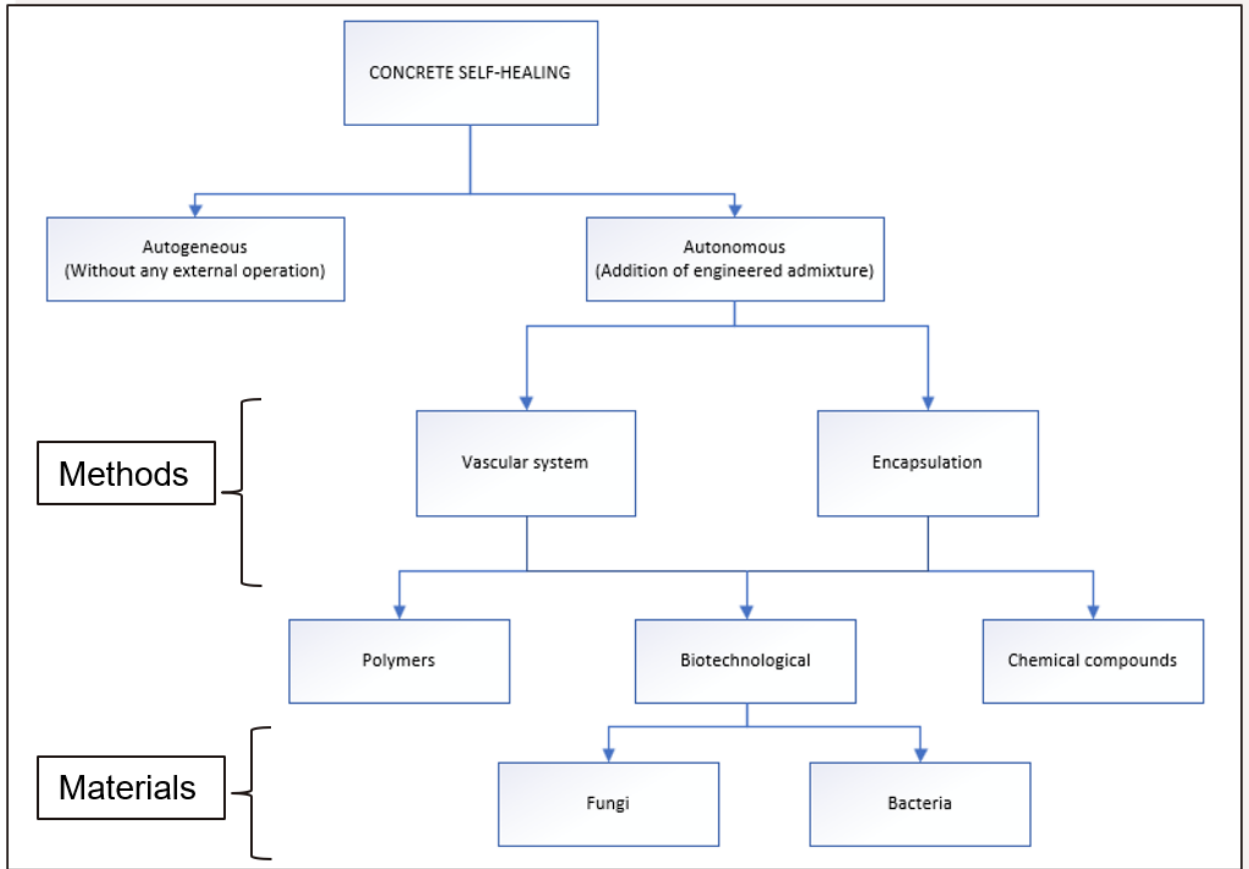 CONCRETE SELF-HEALING
Autogeneous
(Without any external operation)
Autonomous
(Addition of engineered admixture)
Methods
Vascular system
Encapsulation
Polymers
Biotechnological
Chemical compounds
Materials
Fungi
Bacteria